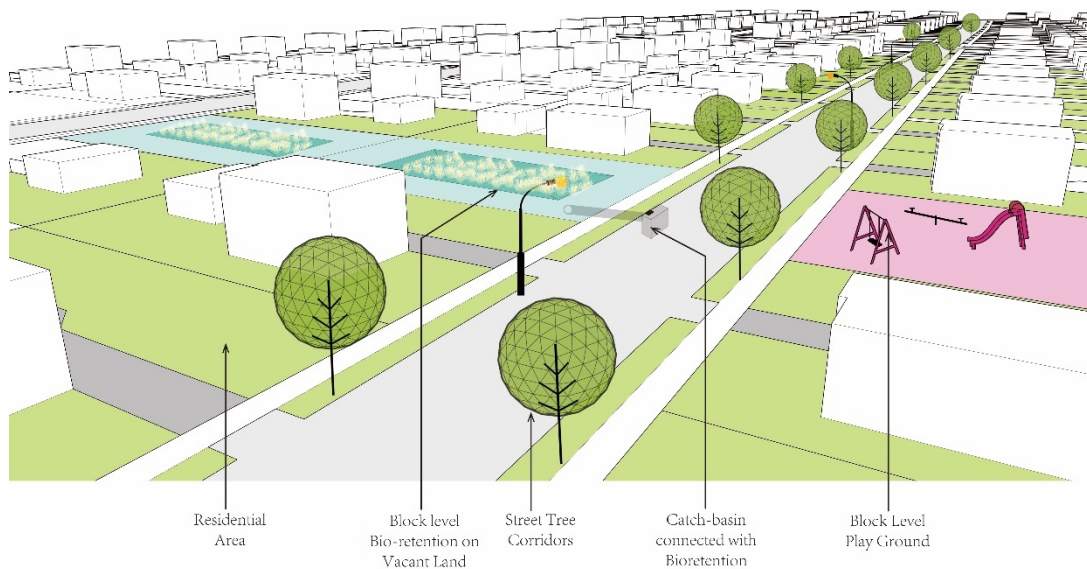 Residential
Area
Block level
Bio-retention on
Vacant Land
Street Tree
Corridors
Catch-basin
connected with
Bioretention
Block Level
Play Ground